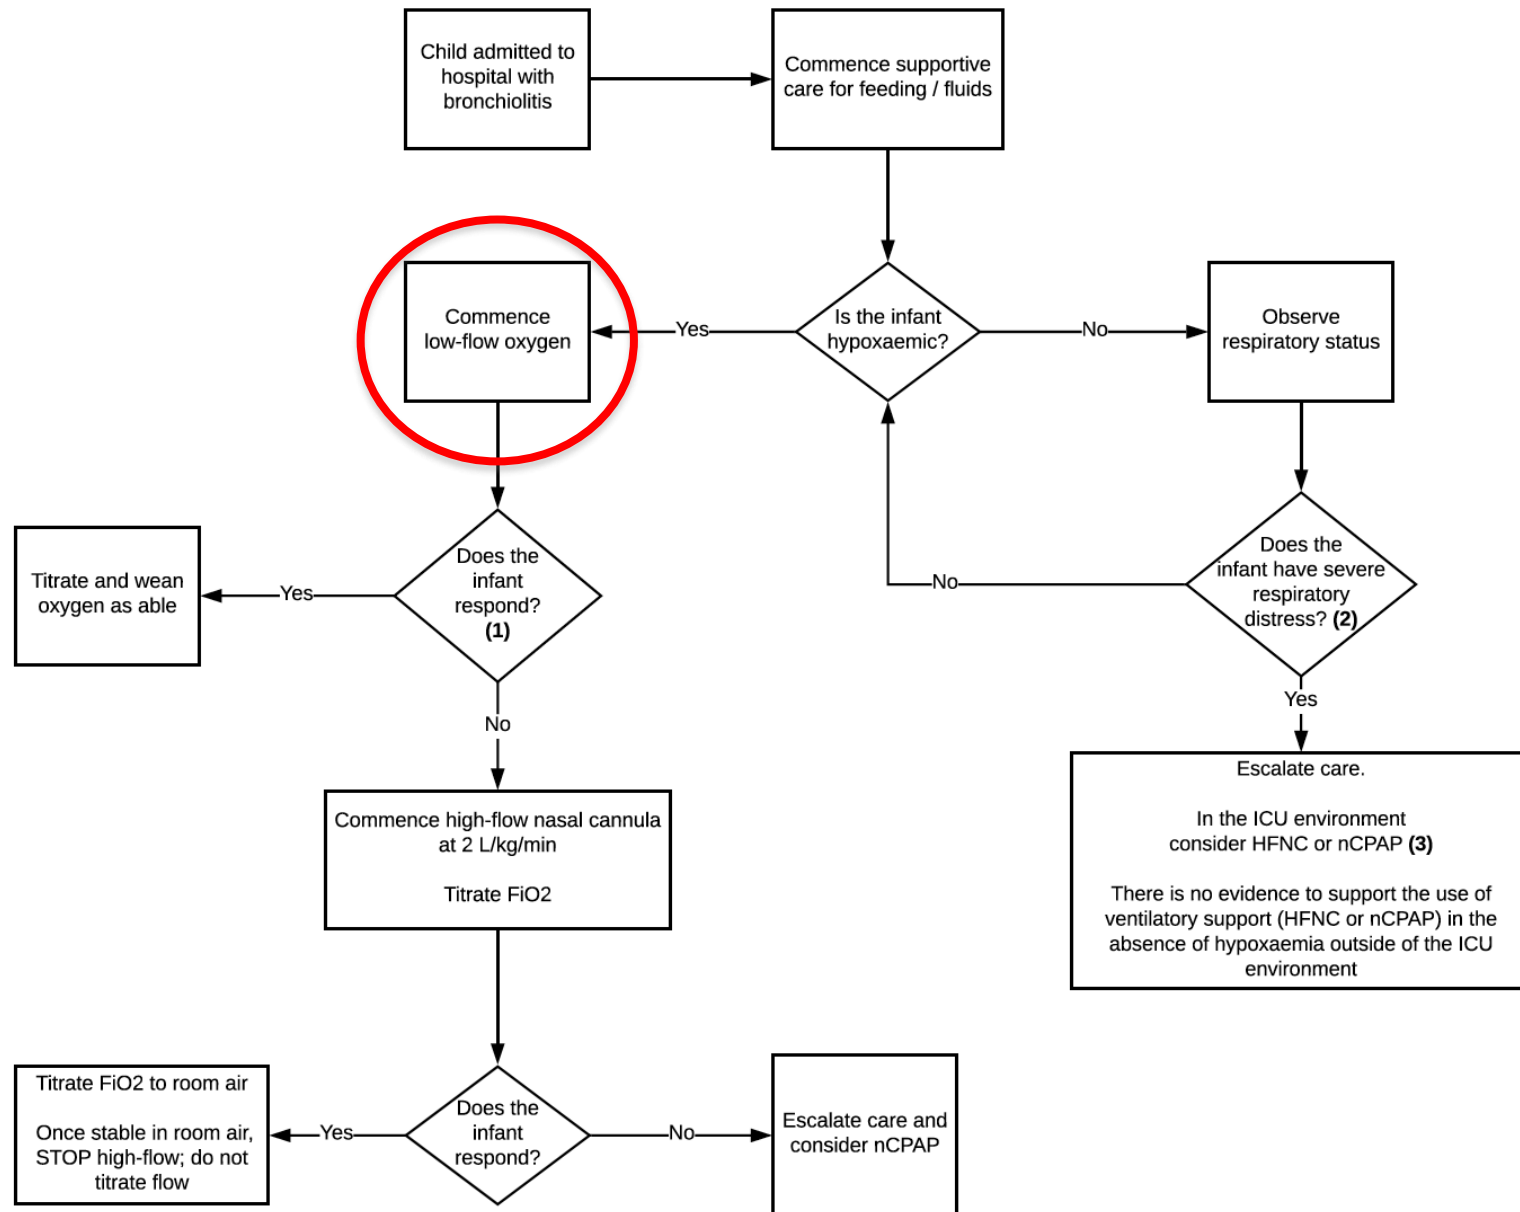 Child admitted to
hospital with
bronchiolitis
Commence supportive
care for feeding / fluids
Commence
low-flow oxygen
Yes
Is the infant
hypoxaemic?
No
Observe
respiratory status
Titrate and wean
oxygen as able
Yes
Does the
infant
respond?
(1)
No
Does the
infant have severe
respiratory
distress? (2)
No
Yes
Commence high-flow nasal cannula
at 2 L/kg/min
Titrate FiO2
Escalate care.
In the ICU environment
consider HFNC or nCPAP (3)
There is no evidence to support the use of
ventilatory support (HFNC or nCPAP) in the
absence of hypoxaemia outside of the ICU
environment
Titrate FiO2 to room air
Once stable in room air,
STOP high-flow; do not
titrate flow
Yes
Does the
infant
respond?
No
Escalate care and
consider nCPAP